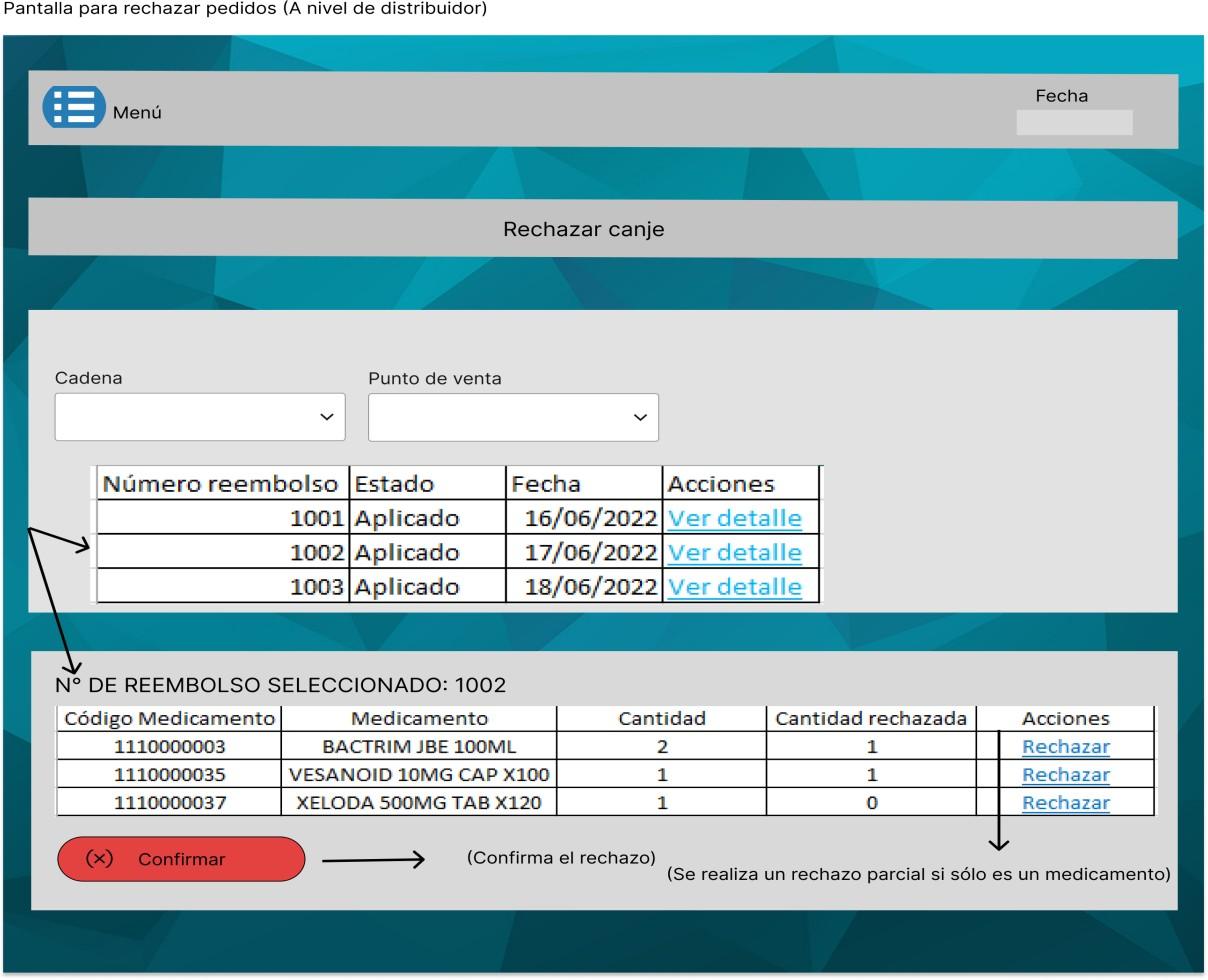 Pantalla para rechazar pedidos (A nivel de distribuidor)
Menú
Fecha
Rechazar canje
Cadena
Punto de venta
Número reembolso Estado Fecha Acciones
1001 Aplicado 16/06/2022 Ver detalle
1002 Aplicado 17/06/2022 Ver detalle
1003 Aplicado 18/06/2022 Ver detalle
N° DE REEMBOLSO SELECCIONADO: 1002
Código Medicamento Medicamento Cantidad Cantidad rechazada Acciones
1110000003 BACTRIM JBE 100ML 2 1 Rechazar
1110000035 VESANOID 10MG CAP X100 1 1 Rechazar
1110000037 XELODA 500MG TAB X120 1 0 Rechazar
(×) Confirmar
(Confirma el rechazo)
(Se realiza un rechazo parcial si sólo es un medicamento)